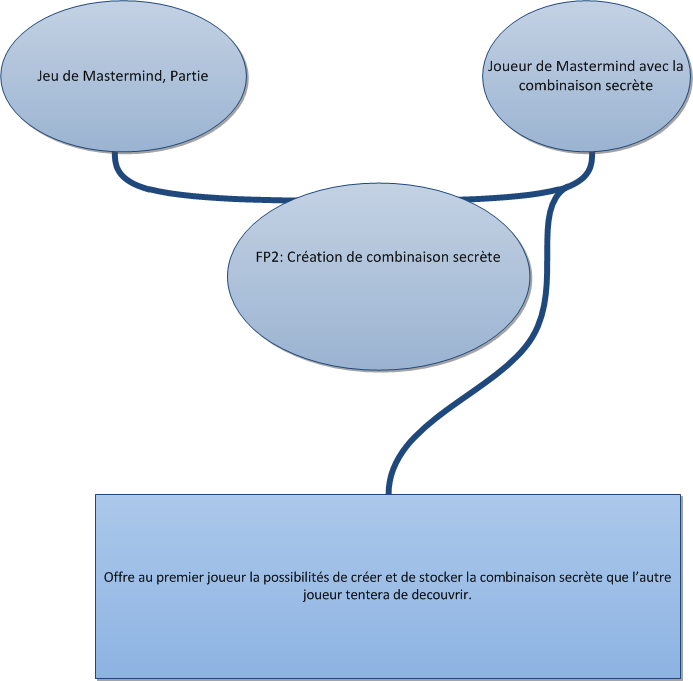 Jeu de Mastermind, Partie
Joueur de Mastermind avec la
combinaison secrète
FP2: Création de combinaison secrète
Offre au premier joueur la possibilités de créer et de stocker la combinaison secrète que l’autre
joueur tentera de decouvrir.